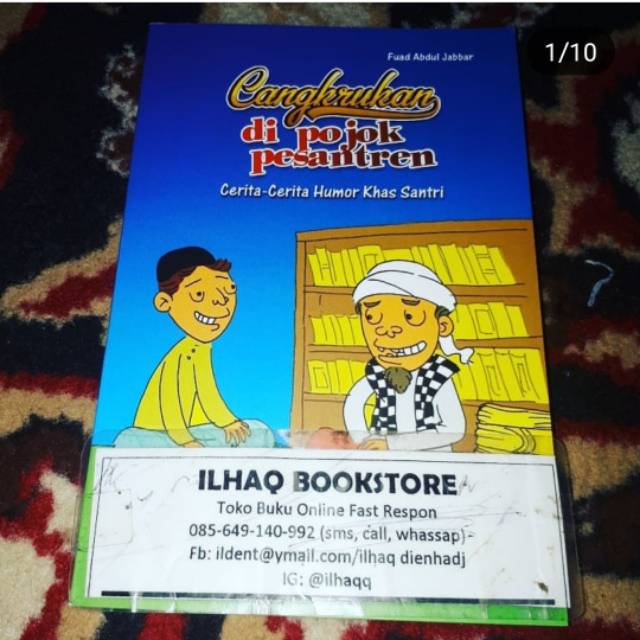 1/10
Fuad Abdul Jabbar
Cangkrukan
di pojok
pesantren
Cerita-Cerita Humor Khas Santri
ILHAQ BOOKSTORE
Toko Buku Online Fast Respon
085-649-140-992 (sms, call, whassap)
Fb: ildent@ymail.com/ilhaq dienhadj
IG: @ilhaqq